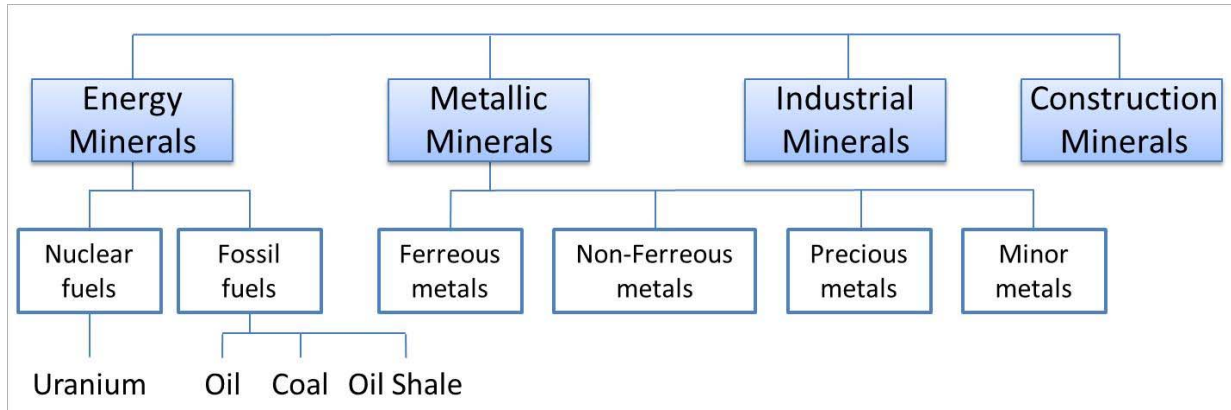 Energy
Minerals
Metallic
Minerals
Industrial
Minerals
Construction
Minerals
Nuclear
fuels
Fossil
fuels
Ferreous
metals
Non-Ferreous
metals
Precious
metals
Minor
metals
Uranium
Oil
Coal
Oil Shale